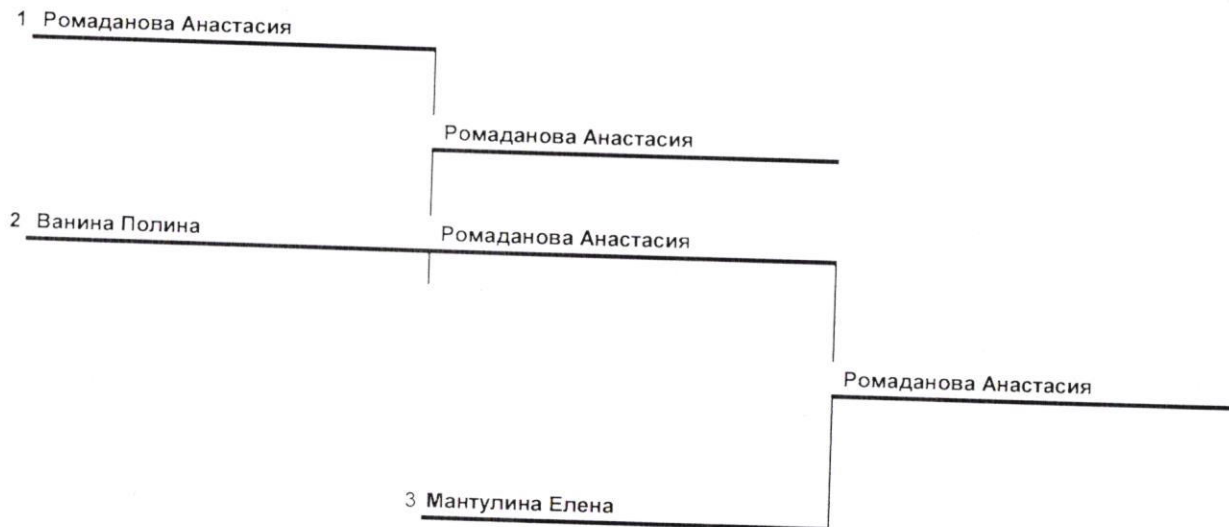 1 Ромаданова Анастасия
Ромаданова Анастасия
2 Ванина Полина
Ромаданова Анастасия
Ромаданова Анастасия
3 Мантулина Елена